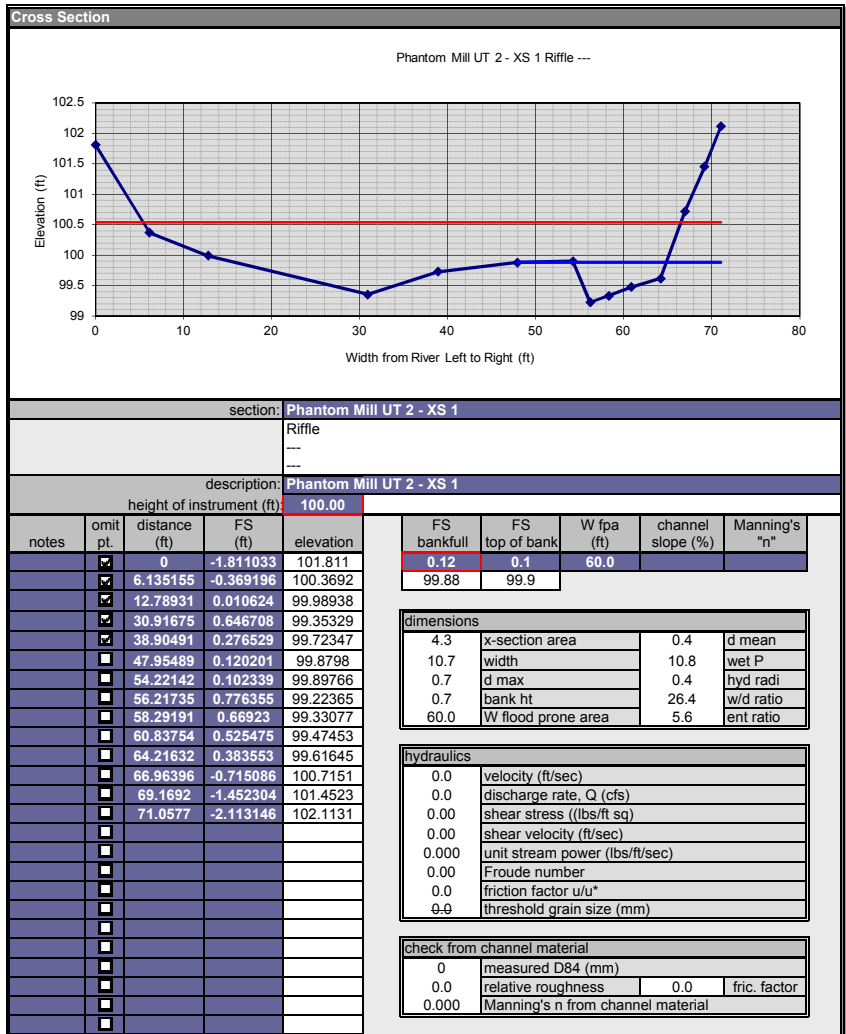 Cross Section
Phantom Mill UT 2 - XS 1 Riffle ---
102.5
102
101.5
101
100.5
100
99.5
99
Elevation (ft)
0 10 20 30 40 50 60 70 80
Width from River Left to Right (ft)
section: Phantom Mill UT 2 - XS 1
Riffle
---
---
description: Phantom Mill UT 2 - XS 1
height of instrument (ft): 100.00
notes omit pt. distance (ft) FS (ft) elevation
0 -1.811033 101.811
6.135155 -0.369196 100.3692
12.78931 0.010624 99.98938
30.91675 0.646708 99.35329
38.90491 0.276529 99.72347
47.95489 0.120201 99.8798
54.22142 0.102339 99.89766
56.21735 0.776355 99.22365
58.29191 0.66923 99.33077
60.83754 0.525475 99.47453
64.21632 0.383553 99.61645
66.96396 -0.715086 100.7151
69.1692 -1.452304 101.4523
71.0577 -2.113146 102.1131
FS bankfull FS top of bank W fpa (ft) channel slope (%) Manning's "n"
0.12 0.1 60.0
99.88 99.9
dimensions
4.3 x-section area 0.4 d mean
10.7 width 10.8 wet P
0.7 d max 0.4 hyd radi
0.7 bank ht 26.4 w/d ratio
60.0 W flood prone area 5.6 ent ratio
hydraulics
0.0 velocity (ft/sec)
0.0 discharge rate, Q (cfs)
0.00 shear stress ((lbs/ft sq)
0.00 shear velocity (ft/sec)
0.000 unit stream power (lbs/ft/sec)
0.00 Froude number
0.0 friction factor u/u*
0.0 threshold grain size (mm)
check from channel material
0 measured D84 (mm)
0.0 relative roughness 0.0 fric. factor
0.000 Manning's n from channel material